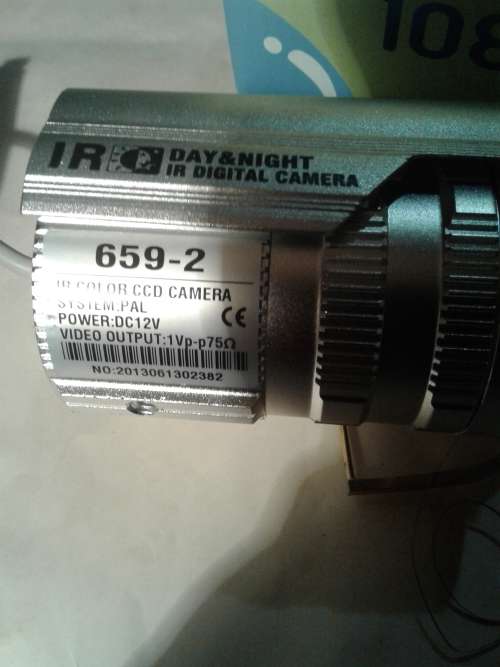 108
IR DAY&NIGHT
IR DIGITAL CAMERA
659-2
IR COLOR CCD CAMERA
SYSTEM:PAL
POWER:DC12V CE
VIDEO OUTPUT:1Vp-p75Ω
NO:2013061302382